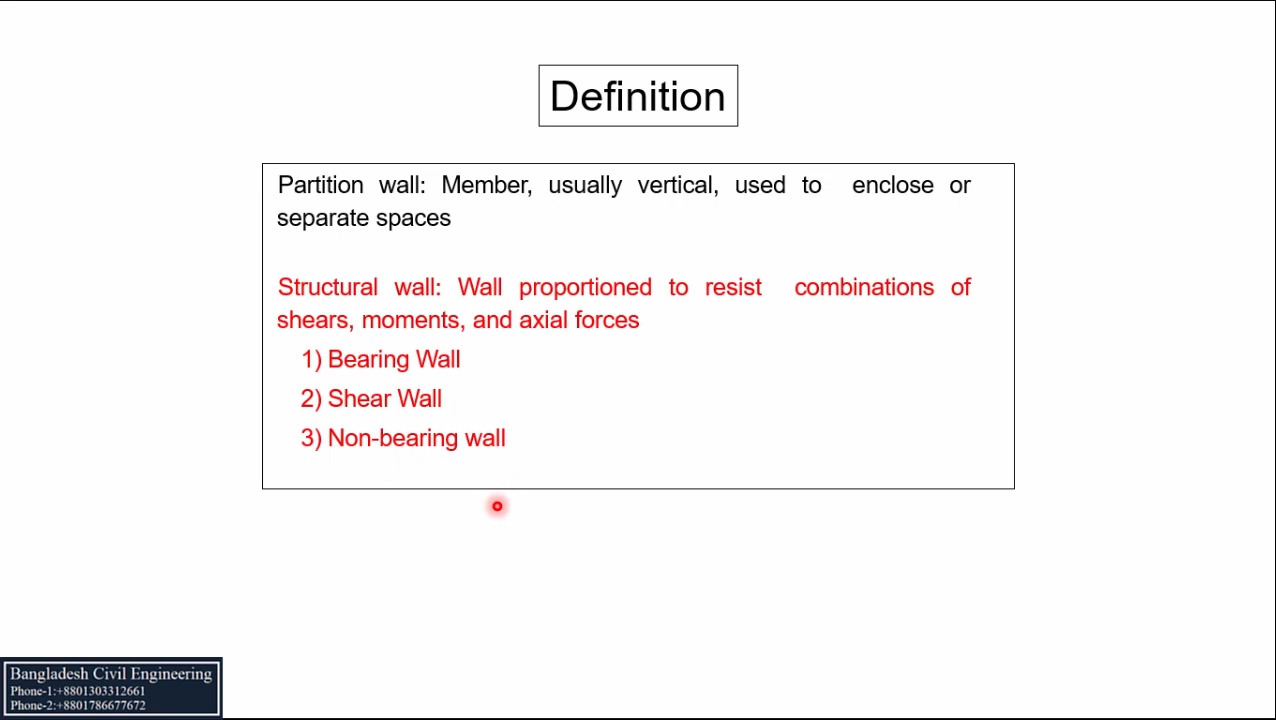 Definition
Partition wall: Member, usually vertical, used to enclose or
separate spaces
Structural wall: Wall proportioned to resist combinations of
shears, moments, and axial forces
1) Bearing Wall
2) Shear Wall
3) Non-bearing wall
Bangladesh Civil Engineering
Phone-1:+8801303312661
Phone-2:+8801786677672